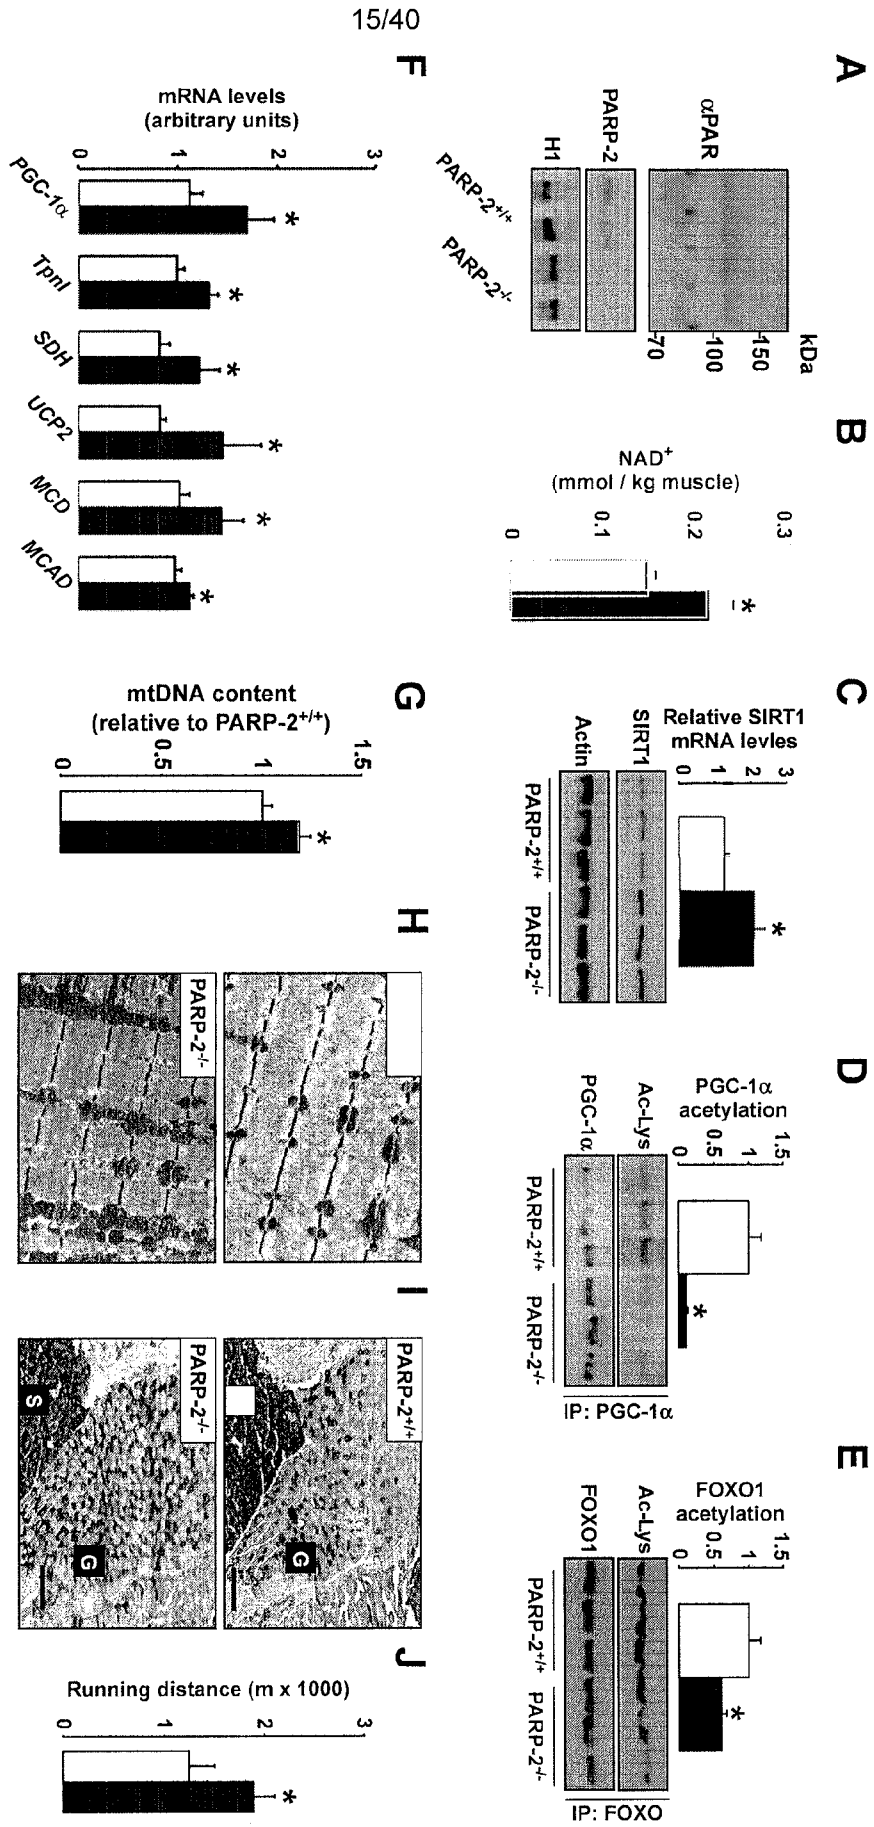 15/40
A
αPAR
PARP-2
H1
PARP-2+/+
PARP-2-/-
kDa
150
100
70
B
NAD+
(mmol / kg muscle)
0.3
0.2
0.1
0
*
C
Relative SIRT1
mRNA levles
3
2
1
0
*
SIRT1
Actin
PARP-2+/+
PARP-2-/-
D
PGC-1α
acetylation
1.5
1
0.5
0
*
Ac-Lys
PGC-1α
PARP-2+/+
PARP-2-/-
IP: PGC-1α
E
FOXO1
acetylation
1.5
1
0.5
0
*
Ac-Lys
FOXO1
PARP-2+/+
PARP-2-/-
IP: FOXO
F
mRNA levels
(arbitrary units)
3
2
1
0
* * * * * *
PGC-1α
TpnI
SDH
UCP2
MCD
MCAD
G
mtDNA content
(relative to PARP-2+/+)
1.5
1
0.5
0
*
H
PARP-2-/-
I
PARP-2+/+
G
PARP-2-/-
S
G
J
Running distance (m x 1000)
3
2
1
0
*